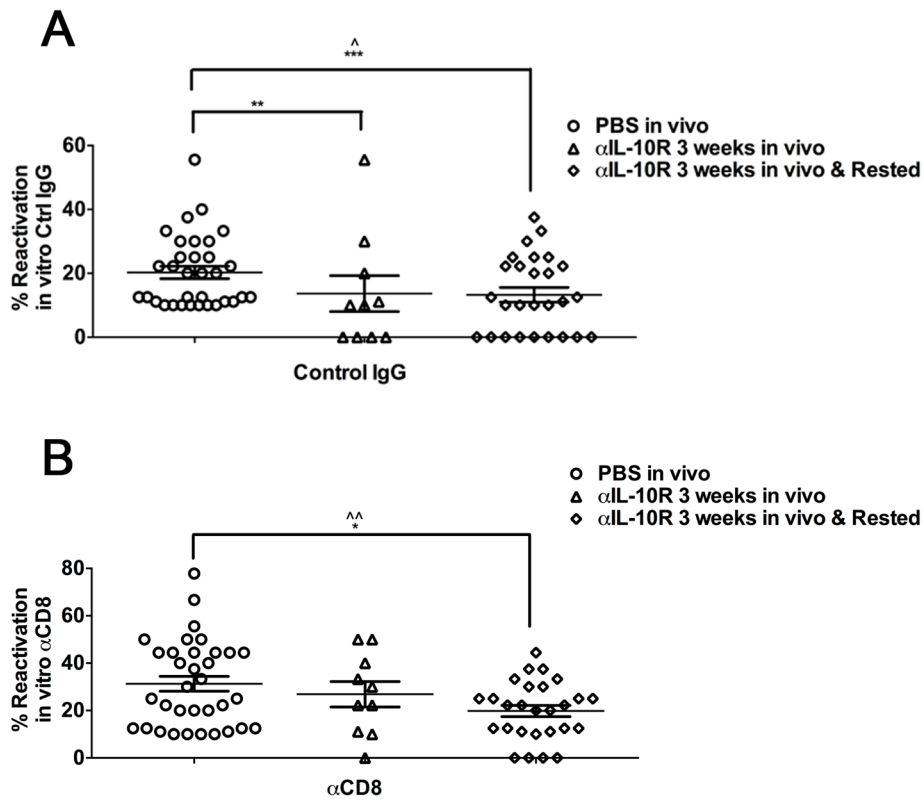 A
^
***
**
PBS in vivo
αIL-10R 3 weeks in vivo
αIL-10R 3 weeks in vivo & Rested
% Reactivation
in vitro Ctrl IgG
60
40
20
0
Control IgG
B
^^
*
PBS in vivo
αIL-10R 3 weeks in vivo
αIL-10R 3 weeks in vivo & Rested
% Reactivation
in vitro αCD8
80
60
40
20
0
αCD8